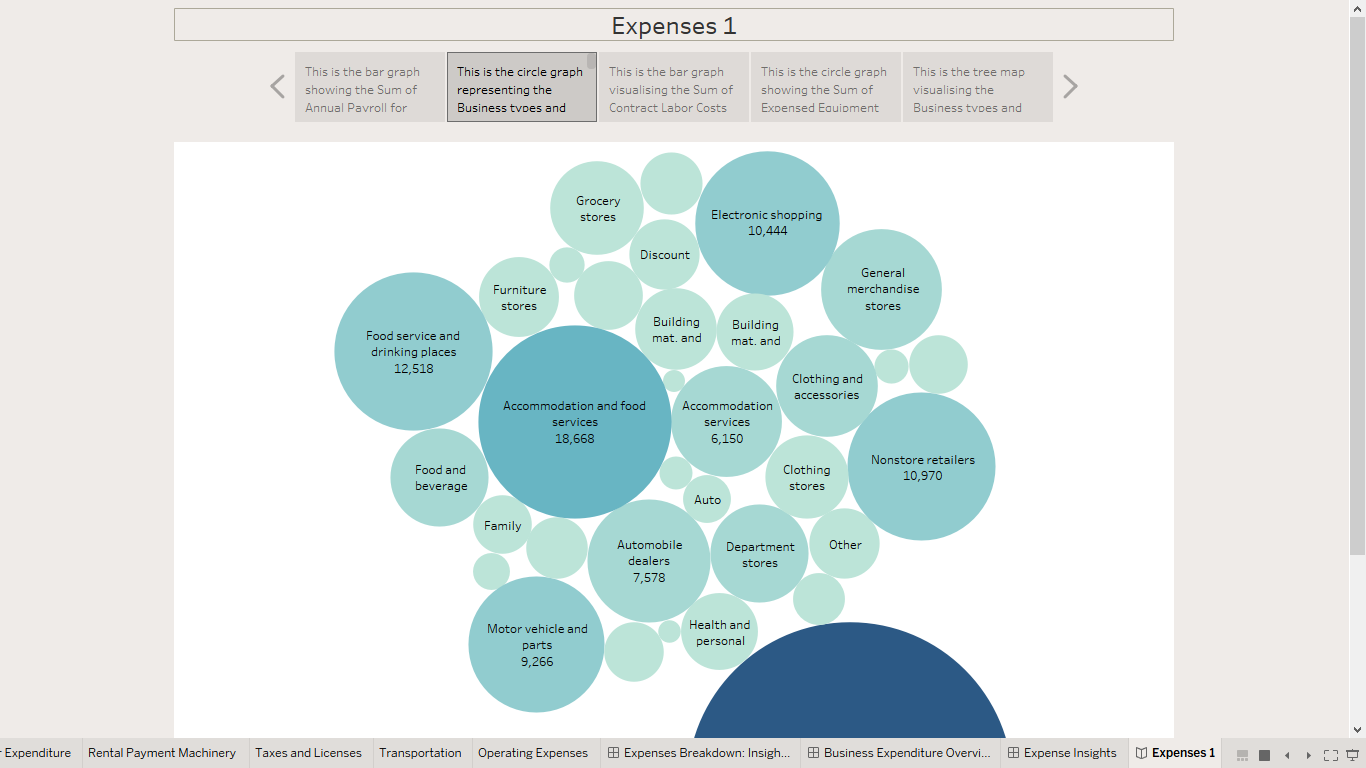 Expenses 1
This is the bar graph
showing the Sum of
Annual Payroll for
This is the circle graph
representing the
Business types and
This is the bar graph
visualising the Sum of
Contract Labor Costs
This is the circle graph
showing the Sum of
Expensed Equipment
This is the tree map
visualising the
Business types and
Grocery
stores
Electronic shopping
10,444
Discount
General
merchandise
stores
Furniture
stores
Building
mat. and
Building
mat. and
Food service and
drinking places
12,518
Clothing and
accessories
Accommodation and food
services
18,668
Accommodation
services
6,150
Nonstore retailers
10,970
Food and
beverage
Clothing
stores
Auto
Family
Automobile
dealers
7,578
Department
stores
Other
Motor vehicle and
parts
9,266
Health and
personal
r Expenditure
Rental Payment Machinery
Taxes and Licenses
Transportation
Operating Expenses
Expenses Breakdown: Insigh...
Business Expenditure Overvi...
Expense Insights
Expenses 1